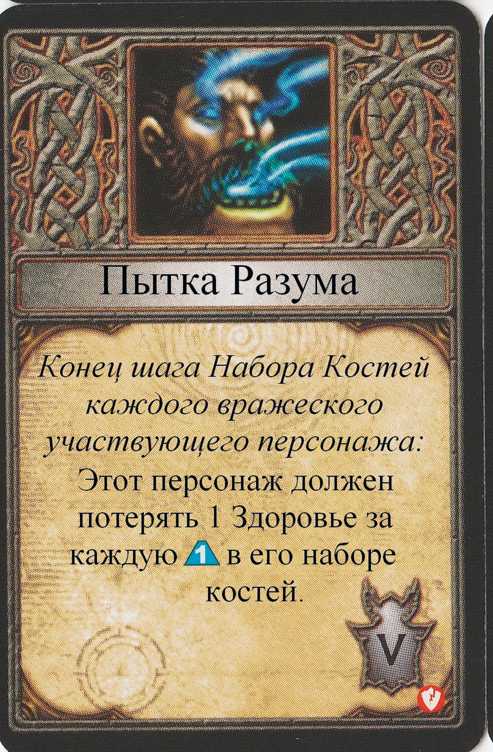 Пытка Разума
Конец шага Набора Костей
каждого вражеского
участвующего персонажа:
Этот персонаж должен
потерять 1 Здоровье за
каждую 1 в его наборе
костей.
V